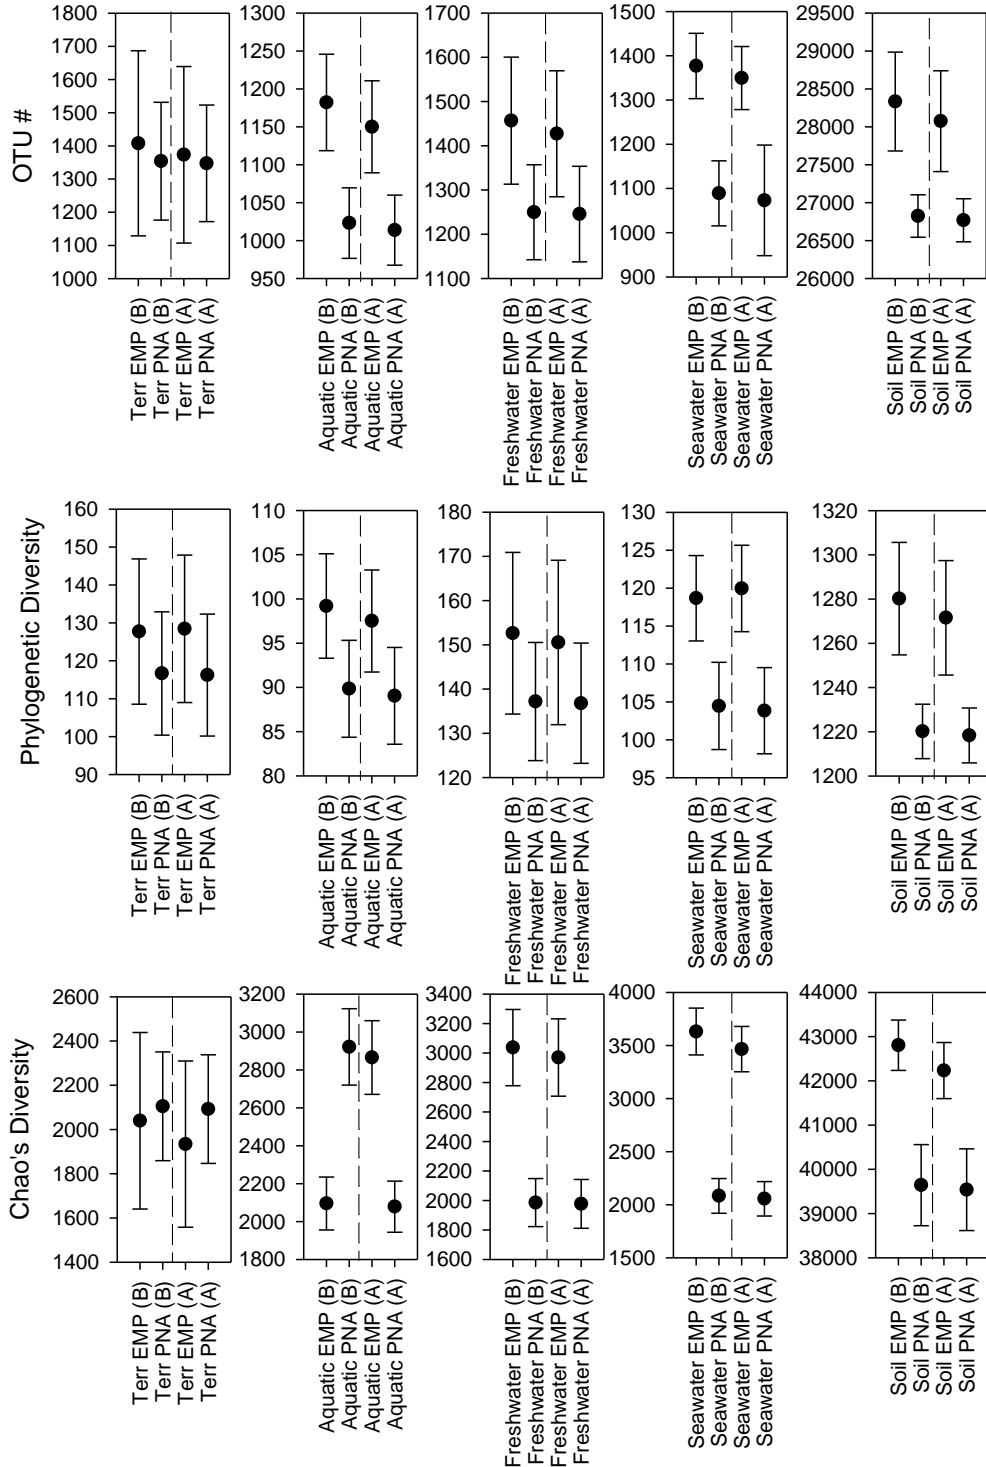 OTU #
1800
1700
1600
1500
1400
1300
1200
1100
1000
Terr EMP (B)
Terr PNA (B)
Terr EMP (A)
Terr PNA (A)
1300
1250
1200
1150
1100
1050
1000
950
Aquatic EMP (B)
Aquatic PNA (B)
Aquatic EMP (A)
Aquatic PNA (A)
1700
1600
1500
1400
1300
1200
1100
Freshwater EMP (B)
Freshwater PNA (B)
Freshwater EMP (A)
Freshwater PNA (A)
1500
1400
1300
1200
1100
1000
900
Seawater EMP (B)
Seawater PNA (B)
Seawater EMP (A)
Seawater PNA (A)
29500
29000
28500
28000
27500
27000
26500
26000
Soil EMP (B)
Soil PNA (B)
Soil EMP (A)
Soil PNA (A)
Phylogenetic Diversity
160
150
140
130
120
110
100
90
Terr EMP (B)
Terr PNA (B)
Terr EMP (A)
Terr PNA (A)
110
105
100
95
90
85
80
Aquatic EMP (B)
Aquatic PNA (B)
Aquatic EMP (A)
Aquatic PNA (A)
180
170
160
150
140
130
120
Freshwater EMP (B)
Freshwater PNA (B)
Freshwater EMP (A)
Freshwater PNA (A)
130
125
120
115
110
105
100
95
Seawater EMP (B)
Seawater PNA (B)
Seawater EMP (A)
Seawater PNA (A)
1320
1300
1280
1260
1240
1220
1200
Soil EMP (B)
Soil PNA (B)
Soil EMP (A)
Soil PNA (A)
Chao's Diversity
2600
2400
2200
2000
1800
1600
1400
Terr EMP (B)
Terr PNA (B)
Terr EMP (A)
Terr PNA (A)
3200
3000
2800
2600
2400
2200
2000
1800
Aquatic EMP (B)
Aquatic PNA (B)
Aquatic EMP (A)
Aquatic PNA (A)
3400
3200
3000
2800
2600
2400
2200
2000
1800
1600
Freshwater EMP (B)
Freshwater PNA (B)
Freshwater EMP (A)
Freshwater PNA (A)
4000
3500
3000
2500
2000
1500
Seawater EMP (B)
Seawater PNA (B)
Seawater EMP (A)
Seawater PNA (A)
44000
43000
42000
41000
40000
39000
38000
Soil EMP (B)
Soil PNA (B)
Soil EMP (A)
Soil PNA (A)